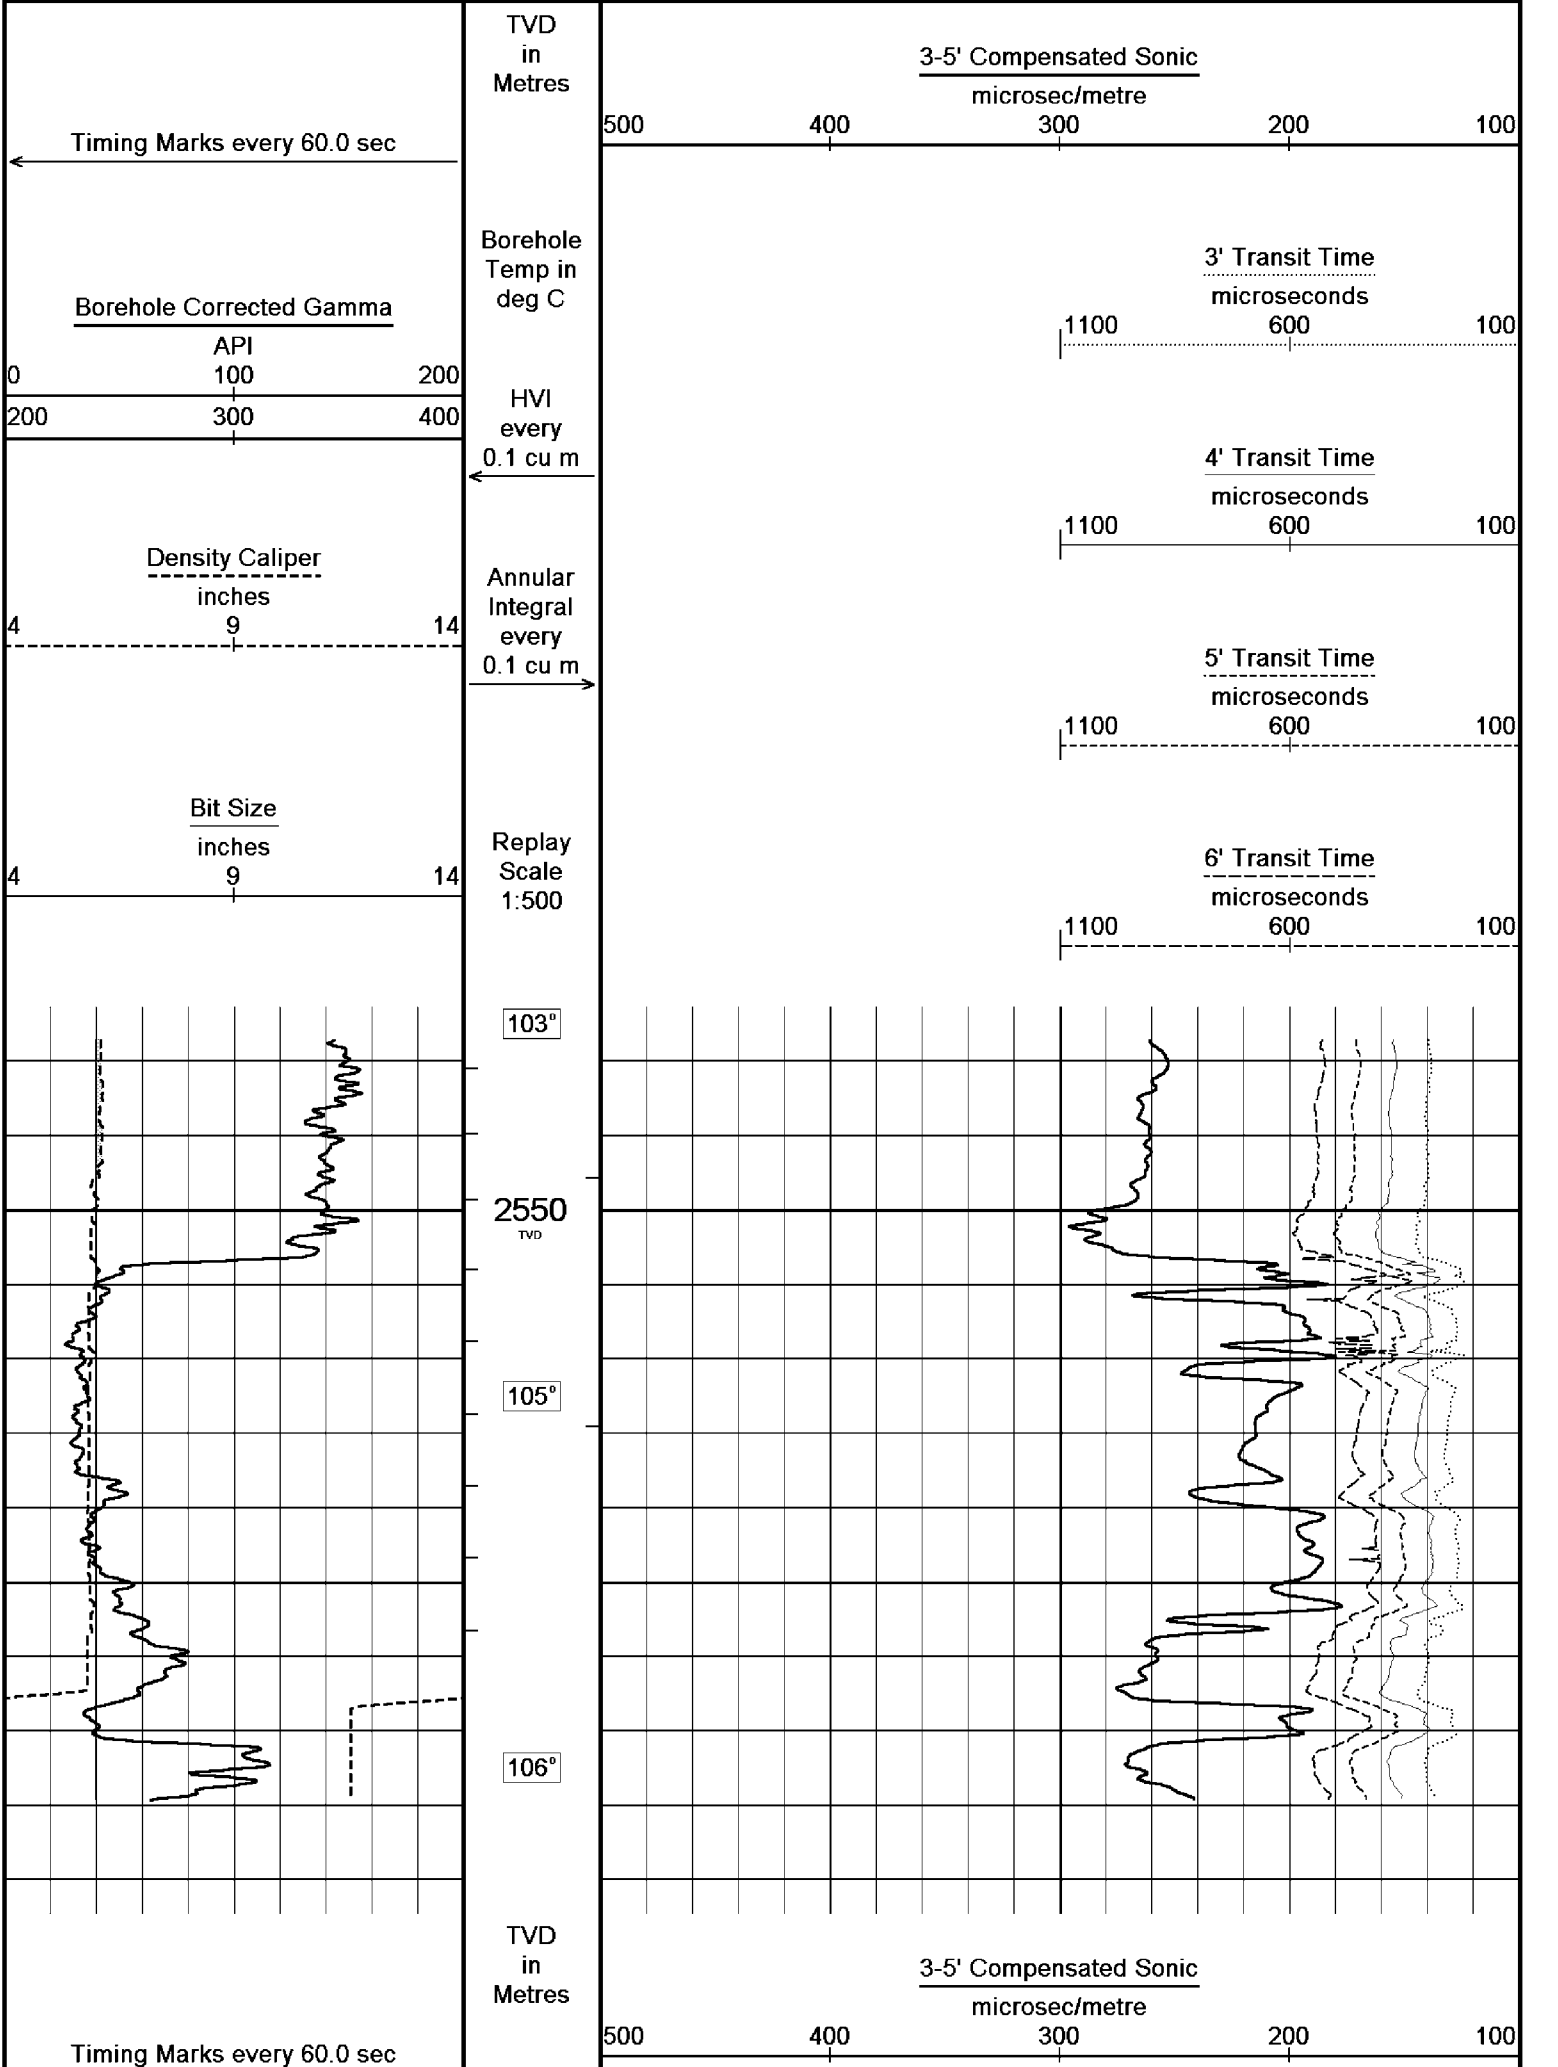 Timing Marks every 60.0 sec
Borehole Corrected Gamma
API
0 100 200
200 300 400
Density Caliper
inches
4 9 14
Bit Size
inches
4 9 14
TVD
in
Metres
Borehole
Temp in
deg C
HVI
every
0.1 cu m
Annular
Integral
every
0.1 cu m
Replay
Scale
1:500
3-5' Compensated Sonic
microsec/metre
500 400 300 200 100
3' Transit Time
microseconds
1100 600 100
4' Transit Time
microseconds
1100 600 100
5' Transit Time
microseconds
1100 600 100
6' Transit Time
microseconds
1100 600 100
103°
2550
TVD
105°
106°
TVD
in
Metres
Timing Marks every 60.0 sec
3-5' Compensated Sonic
microsec/metre
500 400 300 200 100